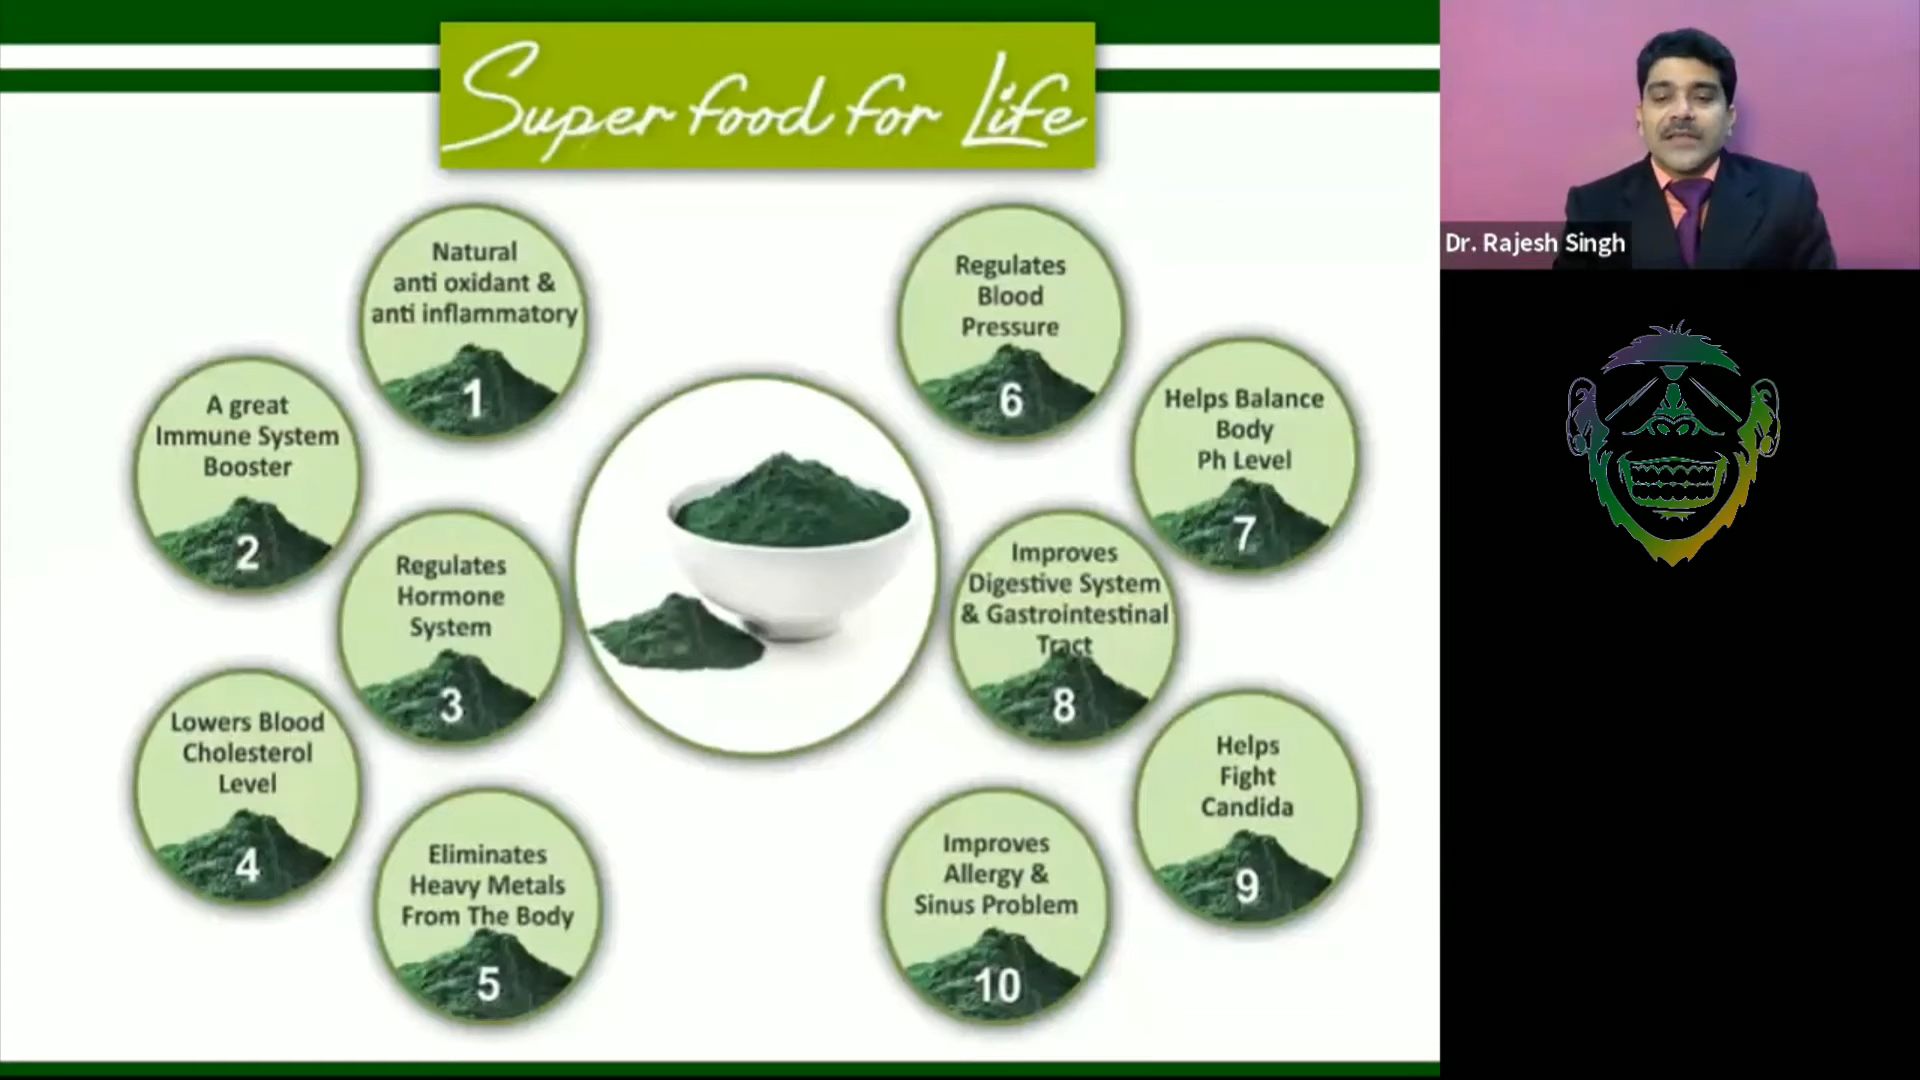 Super food for Life
Natural
anti oxidant &
anti inflammatory
1
A great
Immune System
Booster
2
Regulates
Hormone
System
3
Lowers Blood
Cholesterol
Level
4
Eliminates
Heavy Metals
From The Body
5
Regulates
Blood
Pressure
6
Helps Balance
Body
Ph Level
7
Improves
Digestive System
& Gastrointestinal
Tract
8
Helps
Fight
Candida
9
Improves
Allergy &
Sinus Problem
10
Dr. Rajesh Singh